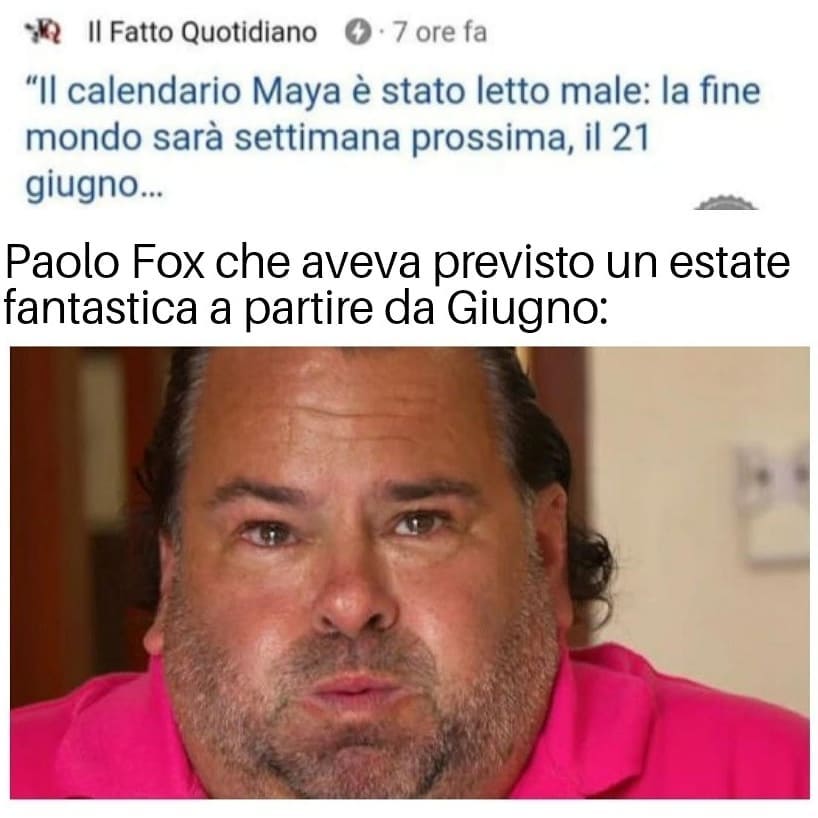 Il Fatto Quotidiano · 7 ore fa
“Il calendario Maya è stato letto male: la fine
mondo sarà settimana prossima, il 21
giugno...
Paolo Fox che aveva previsto un estate
fantastica a partire da Giugno: